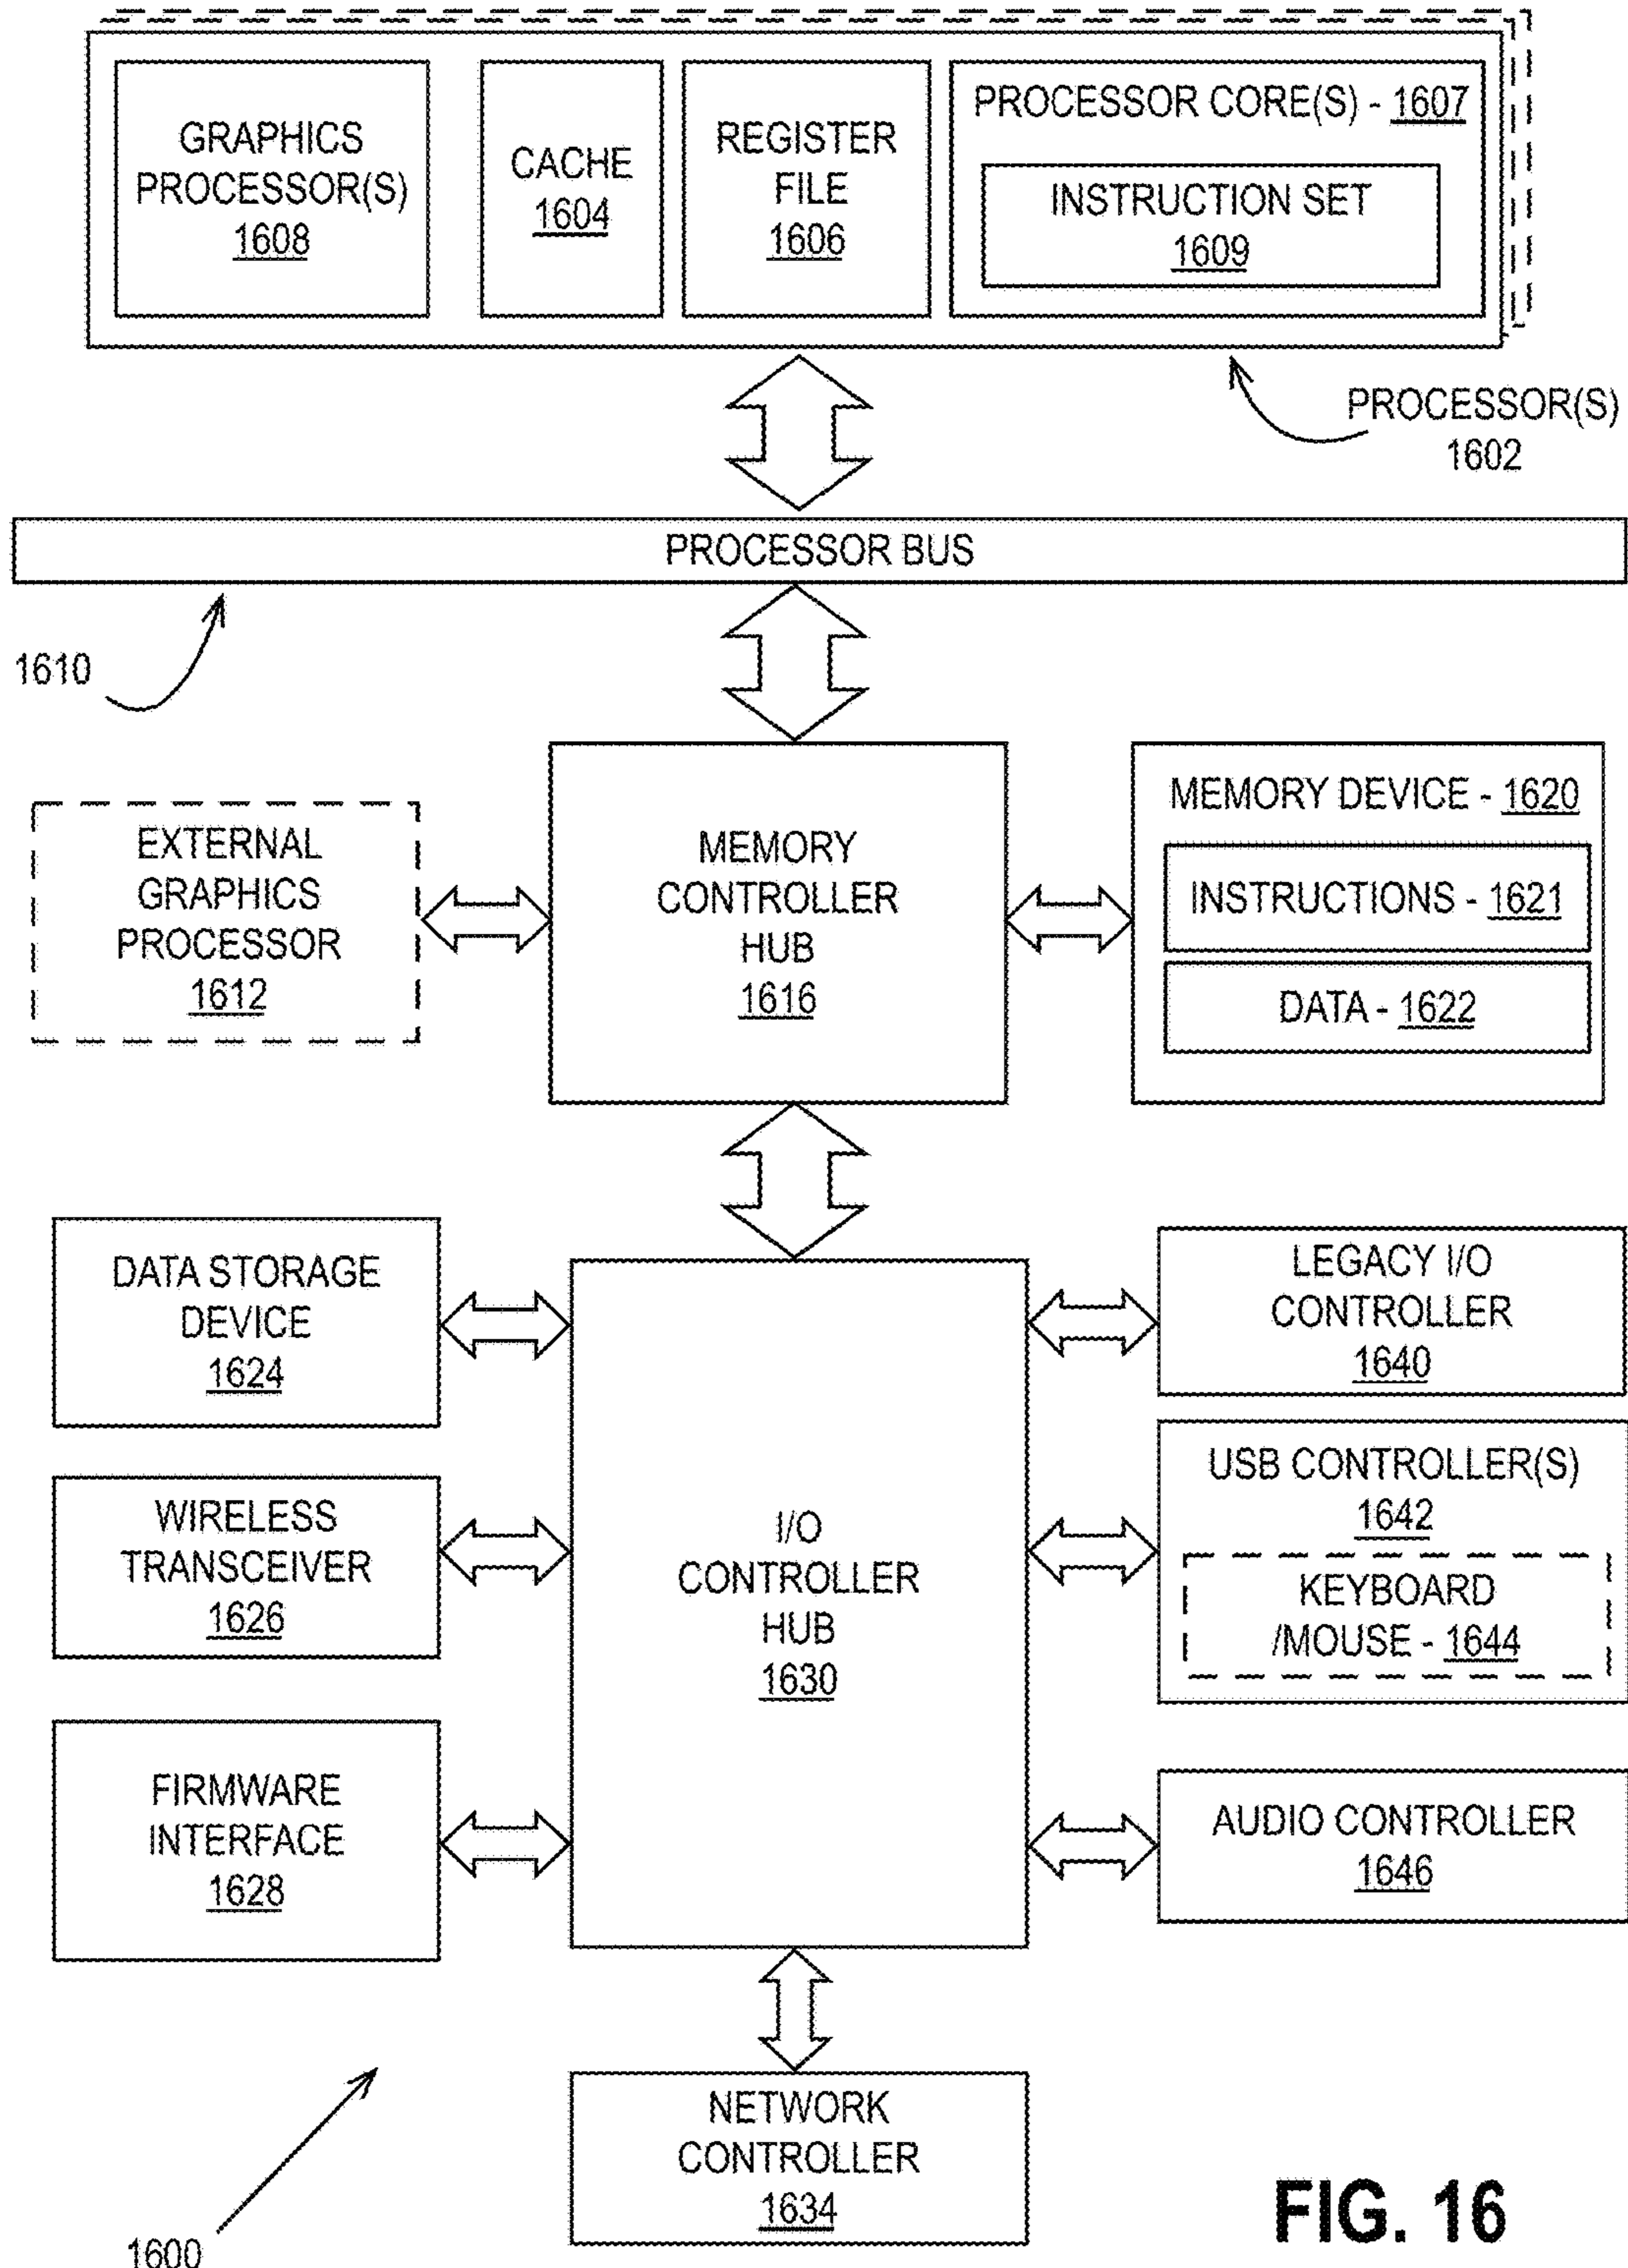 GRAPHICS
PROCESSOR(S)
1608
CACHE
1604
REGISTER
FILE
1606
PROCESSOR CORE(S) - 1607
INSTRUCTION SET
1609
PROCESSOR(S)
1602
PROCESSOR BUS
1610
EXTERNAL
GRAPHICS
PROCESSOR
1612
MEMORY
CONTROLLER
HUB
1616
MEMORY DEVICE - 1620
INSTRUCTIONS - 1621
DATA - 1622
DATA STORAGE
DEVICE
1624
WIRELESS
TRANSCEIVER
1626
FIRMWARE
INTERFACE
1628
I/O
CONTROLLER
HUB
1630
LEGACY I/O
CONTROLLER
1640
USB CONTROLLER(S)
1642
KEYBOARD
/MOUSE - 1644
AUDIO CONTROLLER
1646
NETWORK
CONTROLLER
1634
1600
FIG. 16